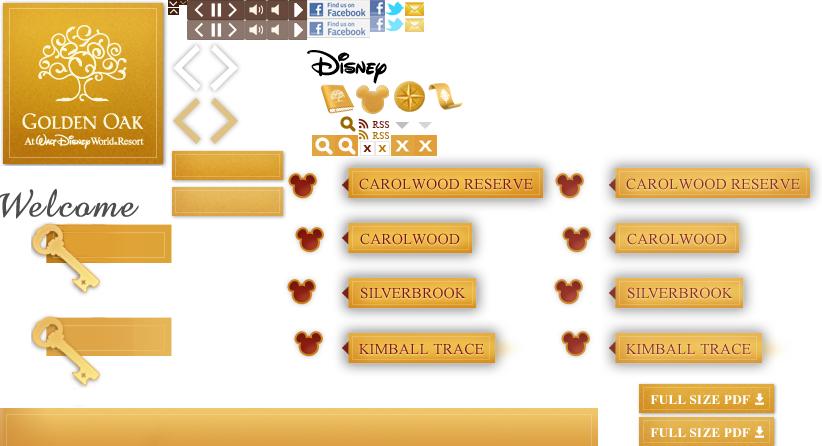 GOLDEN OAK
At Walt Disney World Resort
Find us on
Facebook
Find us on
Facebook
Disney
RSS
RSS
Welcome
CAROLWOOD RESERVE
CAROLWOOD RESERVE
CAROLWOOD
CAROLWOOD
SILVERBROOK
SILVERBROOK
KIMBALL TRACE
KIMBALL TRACE
FULL SIZE PDF
FULL SIZE PDF